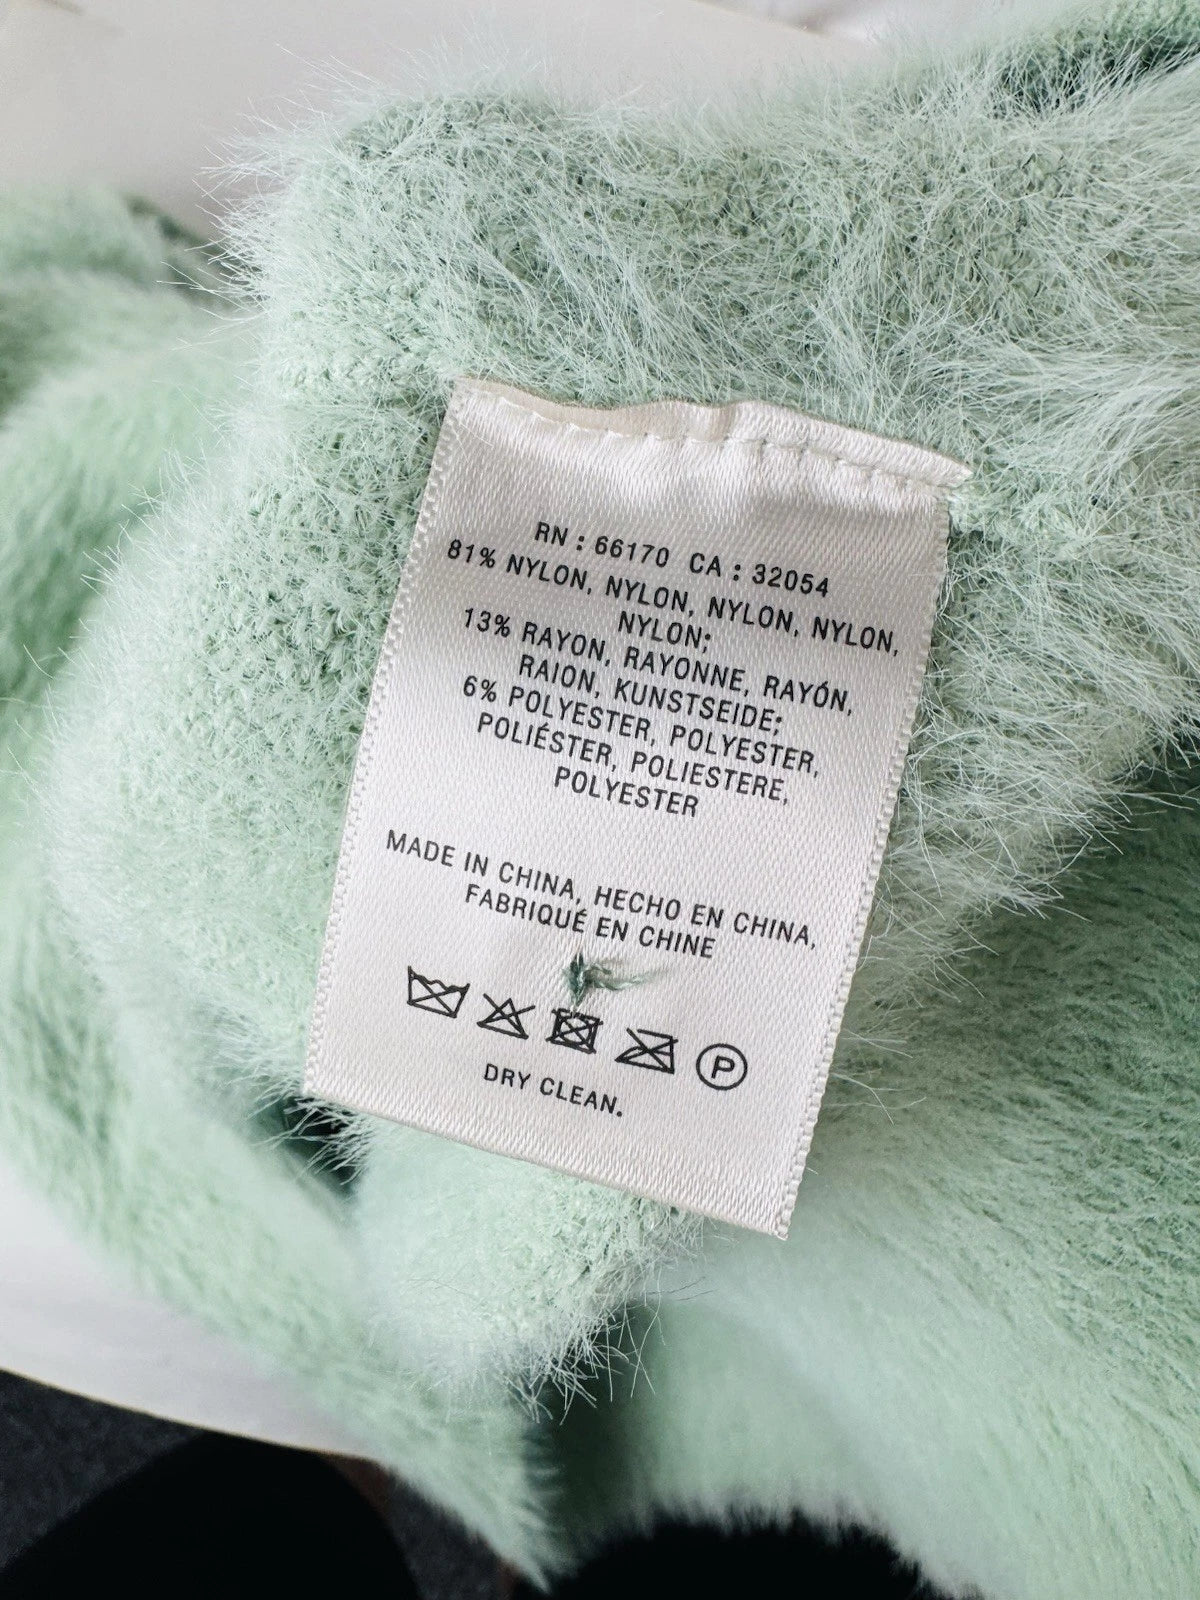 RN : 66170 CA : 32054
81% NYLON, NYLON, NYLON, NYLON,
NYLON;
13% RAYON, RAYONNE, RAYÓN,
RAION, KUNSTSEIDE;
6% POLYESTER, POLYESTER,
POLIÉSTER, POLIESTERE,
POLYESTER
MADE IN CHINA, HECHO EN CHINA,
FABRIQUÉ EN CHINE
P
DRY CLEAN.